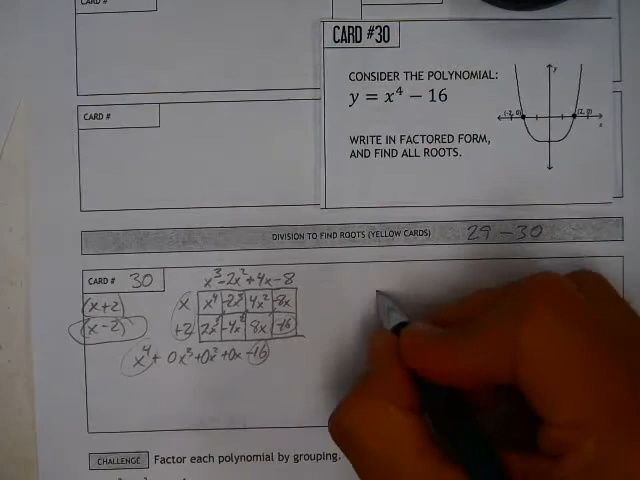 CARD #
CARD #30
CONSIDER THE POLYNOMIAL:
y = x⁴ − 16
WRITE IN FACTORED FORM,
AND FIND ALL ROOTS.
y
(-2, 0)
(2, 0)
x
CARD #
DIVISION TO FIND ROOTS (YELLOW CARDS) 29 - 30
CARD # 30
x³-2x²+4x-8
(x+2)
(x-2)
x x⁴ -2x³ 4x² -8x
+2 2x³ -4x² 8x -16
x⁴ + 0x³+0x²+0x-16
CHALLENGE Factor each polynomial by grouping.